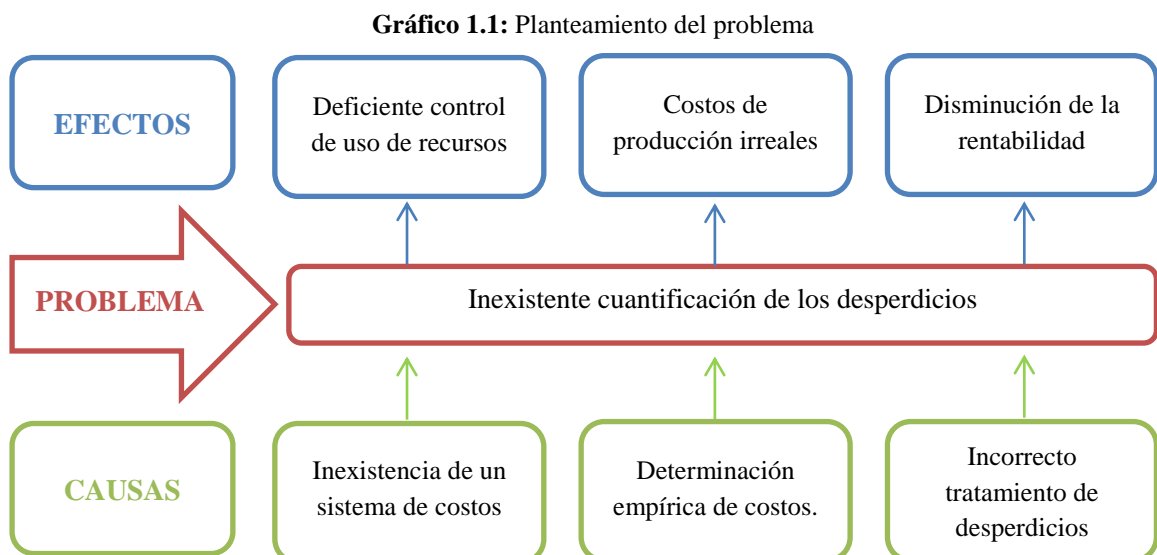 Gráfico 1.1: Planteamiento del problema
EFECTOS
Deficiente control
de uso de recursos
Costos de
producción irreales
Disminución de la
rentabilidad
PROBLEMA
Inexistente cuantificación de los desperdicios
CAUSAS
Inexistencia de un
sistema de costos
Determinación
empírica de costos.
Incorrecto
tratamiento de
desperdicios